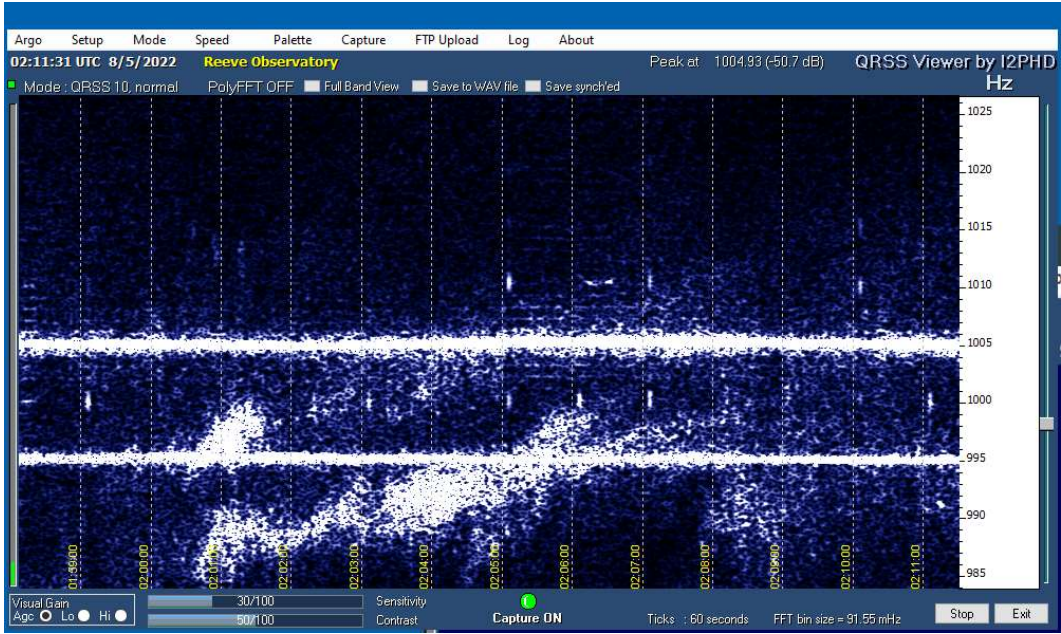 Argo Setup Mode Speed Palette Capture FTP Upload Log About
02:11:31 UTC 8/5/2022 Reeve Observatory Peak at 1004.93 (-50.7 dB) QRSS Viewer by I2PHD
Mode : QRSS 10, normal PolyFFT OFF Full Band View Save to WAV file Save synch'ed Hz
1025
1020
1015
1010
1005
1000
995
990
985
01:59:00 02:00:00 02:01:00 02:02:00 02:03:00 02:04:00 02:05:00 02:06:00 02:07:00 02:08:00 02:09:00 02:10:00 02:11:00
Visual Gain 30/100 Sensitivity
Agc Lo Hi 50/100 Contrast Capture ON Ticks : 60 seconds FFT bin size = 91.55 mHz Stop Exit